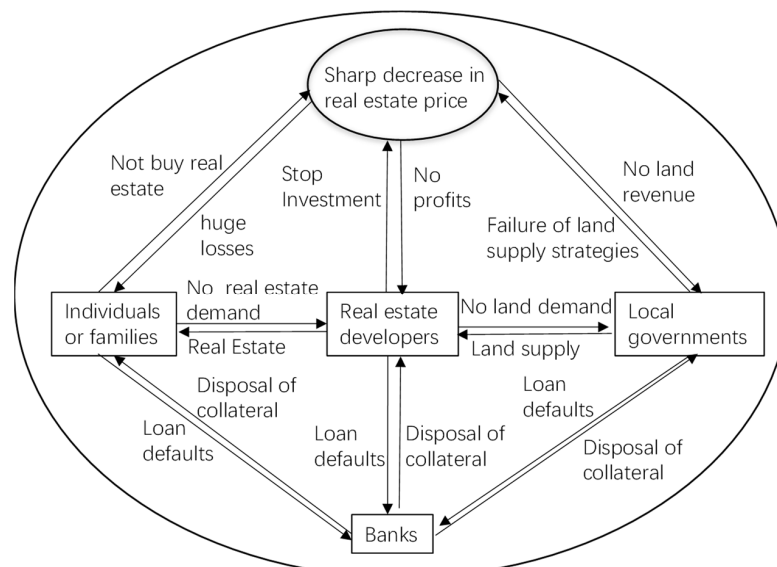 Sharp decrease in
real estate price
Not buy real
estate
Stop
Investment
No
profits
No land
revenue
huge
losses
Failure of land
supply strategies
No real estate
demand
Individuals
or families
Real estate
developers
No land demand
Local
governments
Real Estate
Land supply
Disposal of
collateral
Loan
defaults
Loan
defaults
Disposal of
collateral
Loan
defaults
Disposal of
collateral
Banks